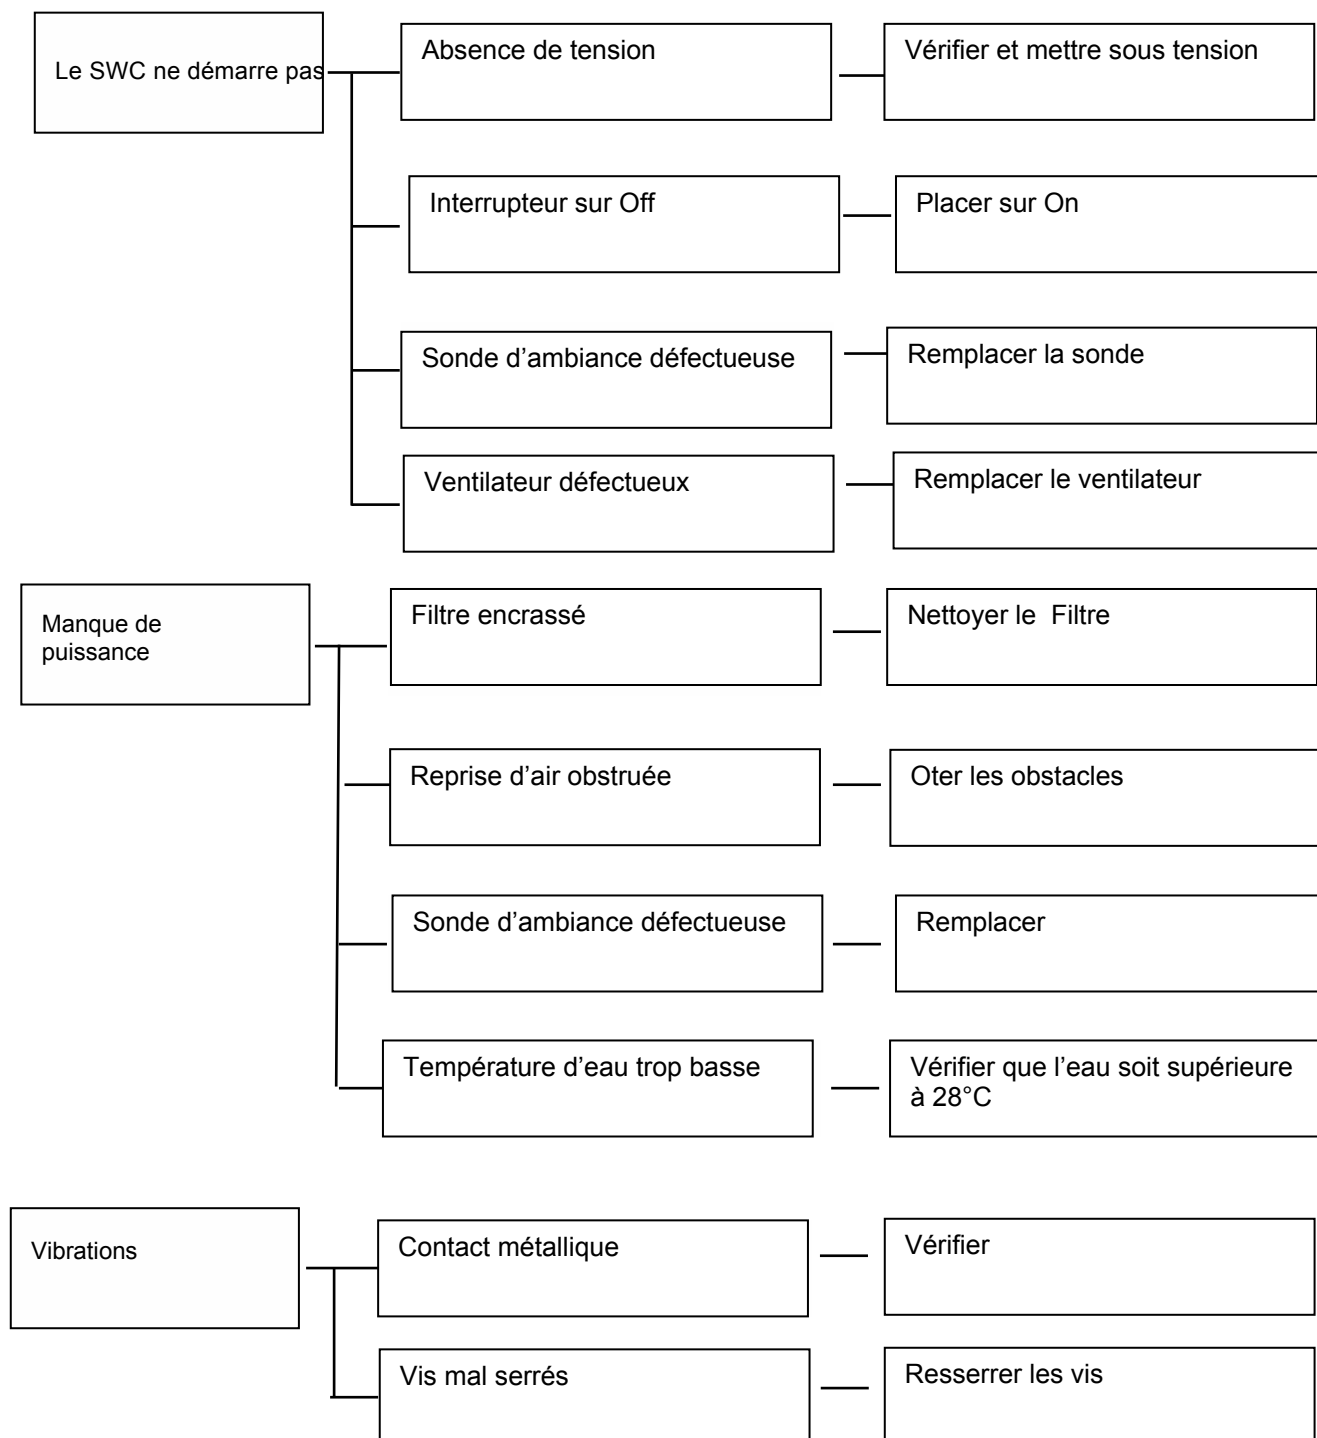 Le SWC ne démarre pas
Absence de tension
Vérifier et mettre sous tension
Interrupteur sur Off
Placer sur On
Sonde d’ambiance défectueuse
Remplacer la sonde
Ventilateur défectueux
Remplacer le ventilateur
Manque de
puissance
Filtre encrassé
Nettoyer le  Filtre
Reprise d’air obstruée
Oter les obstacles
Sonde d’ambiance défectueuse
Remplacer
Température d’eau trop basse
Vérifier que l’eau soit supérieure
à 28°C
Vibrations
Contact métallique
Vérifier
Vis mal serrés
Resserrer les vis